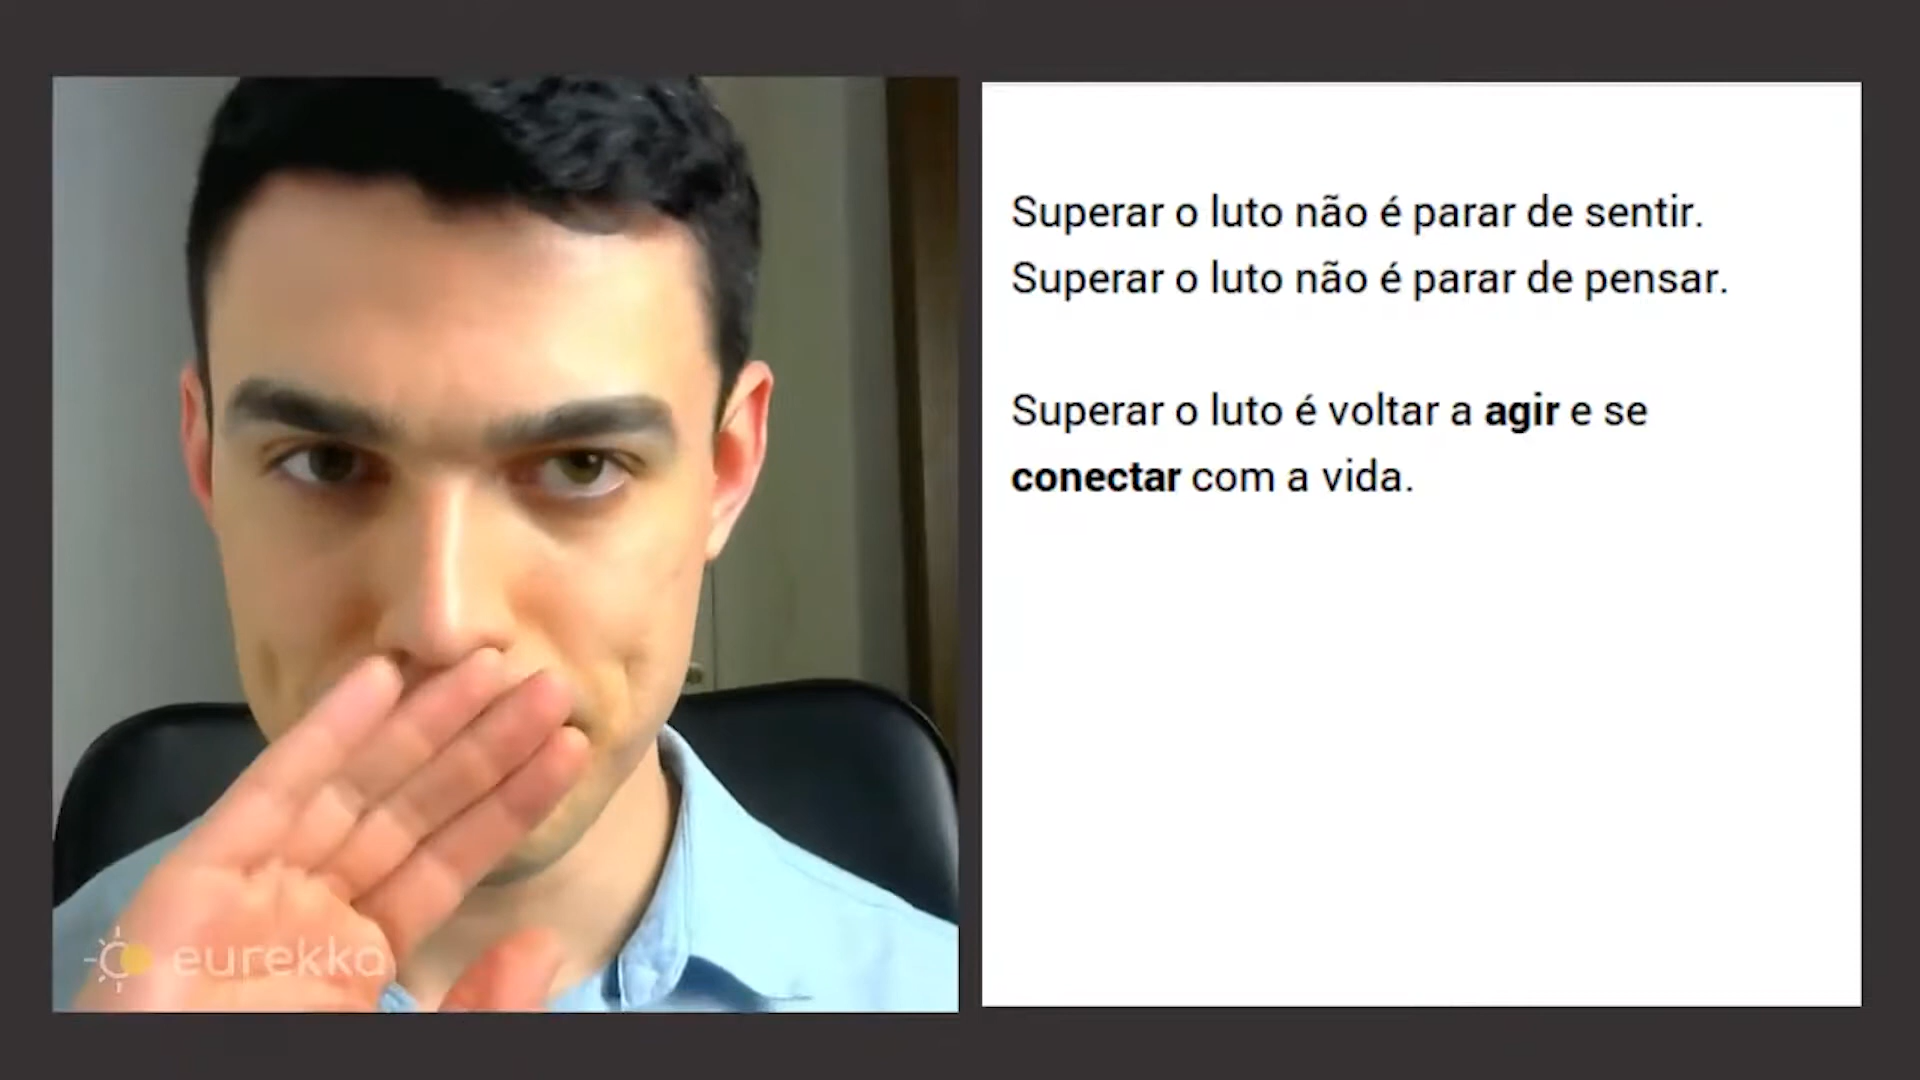 Superar o luto não é parar de sentir.
Superar o luto não é parar de pensar.
Superar o luto é voltar a agir e se
conectar com a vida.
eurekka